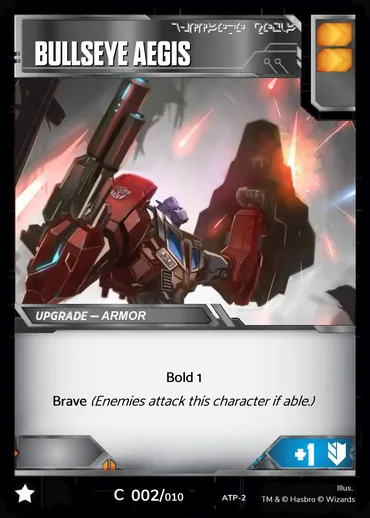 BULLSEYE AEGIS
UPGRADE — ARMOR
Bold 1
Brave (Enemies attack this character if able.)
+1
C 002/010
ATP-2
Illus.
TM & © Hasbro © Wizards